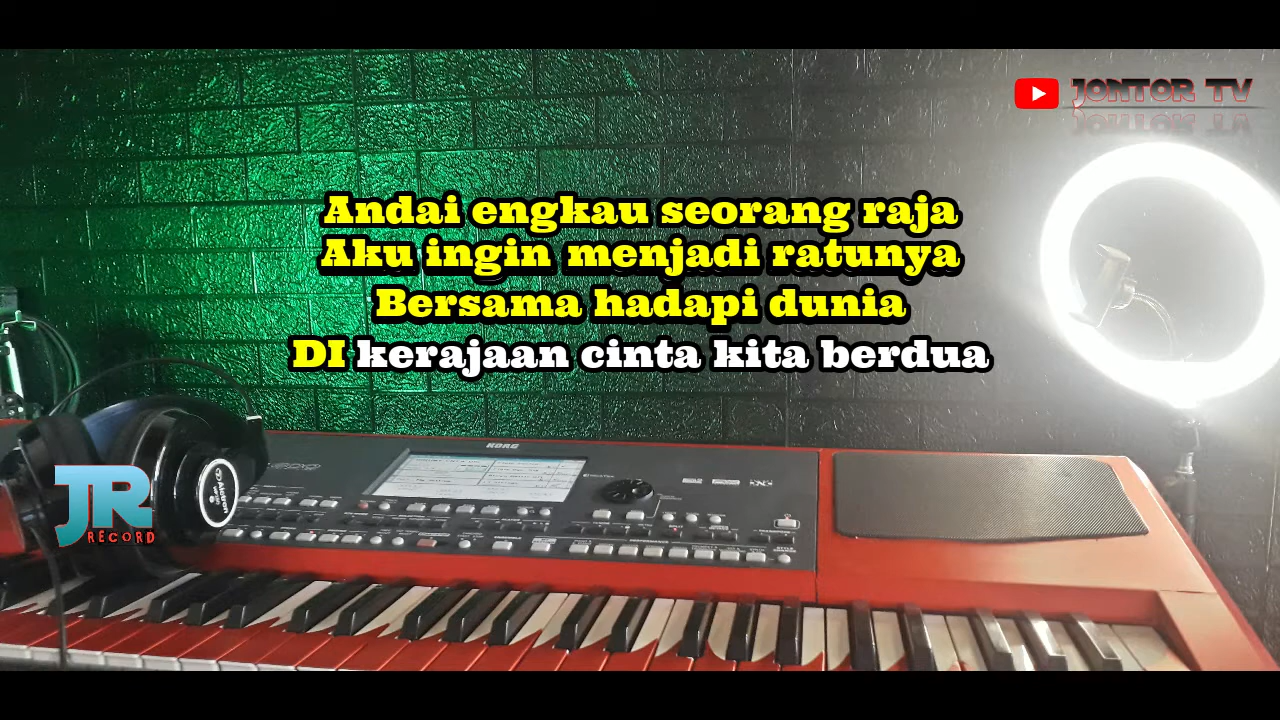 JONTOR TV
Andai engkau seorang raja
Aku ingin menjadi ratunya
Bersama hadapi dunia
DI kerajaan cinta kita berdua
KORG
JR
RECORD